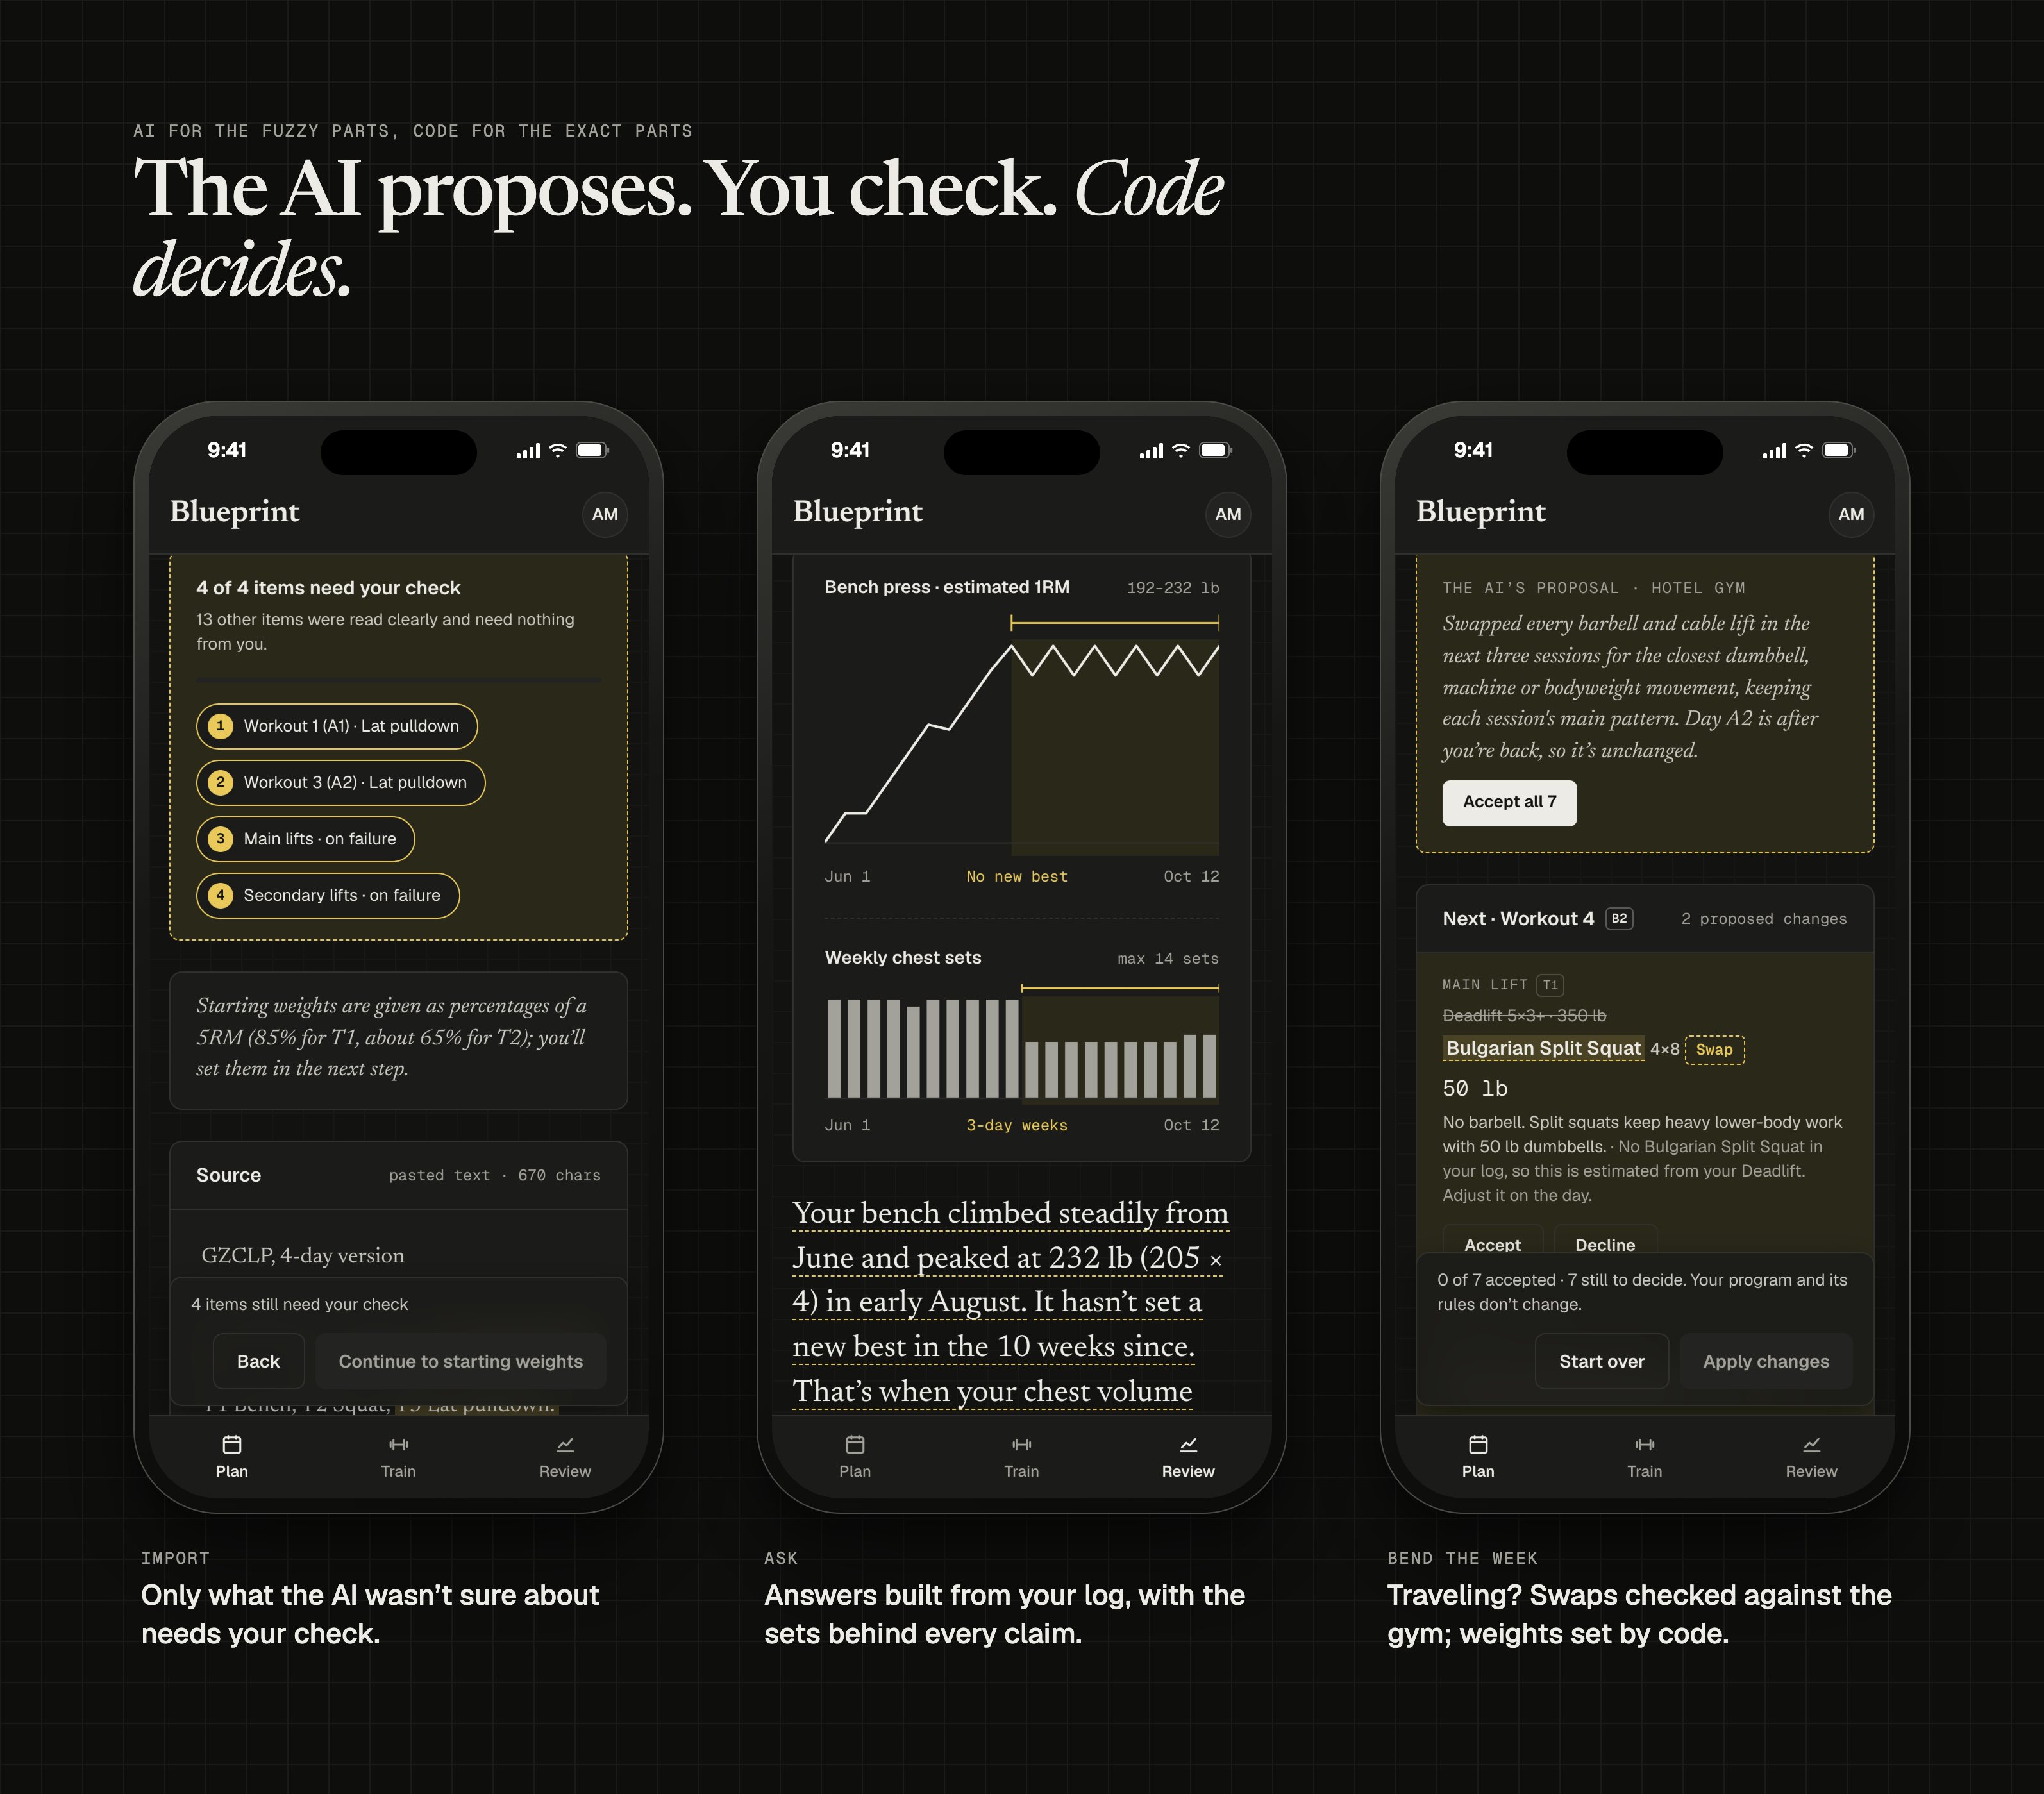 AI FOR THE FUZZY PARTS, CODE FOR THE EXACT PARTS
The AI proposes. You check. Code
decides.
9:41
Blueprint
AM
4 of 4 items need your check
13 other items were read clearly and need nothing
from you.
1 Workout 1 (A1) · Lat pulldown
2 Workout 3 (A2) · Lat pulldown
3 Main lifts · on failure
4 Secondary lifts · on failure
Starting weights are given as percentages of a
5RM (85% for T1, about 65% for T2); you’ll
set them in the next step.
Source pasted text · 670 chars
GZCLP, 4-day version
4 items still need your check
Back Continue to starting weights
T1 Bench, T2 Squat, T3 Lat pulldown.
Plan Train Review
IMPORT
Only what the AI wasn’t sure about
needs your check.
9:41
Blueprint
AM
Bench press · estimated 1RM 192–232 lb
Jun 1 No new best Oct 12
Weekly chest sets max 14 sets
Jun 1 3-day weeks Oct 12
Your bench climbed steadily from
June and peaked at 232 lb (205 ×
4) in early August. It hasn’t set a
new best in the 10 weeks since.
That’s when your chest volume
Plan Train Review
ASK
Answers built from your log, with the
sets behind every claim.
9:41
Blueprint
AM
THE AI’S PROPOSAL · HOTEL GYM
Swapped every barbell and cable lift in the
next three sessions for the closest dumbbell,
machine or bodyweight movement, keeping
each session's main pattern. Day A2 is after
you’re back, so it’s unchanged.
Accept all 7
Next · Workout 4 B2 2 proposed changes
MAIN LIFT T1
Deadlift 5×3+ · 350 lb
Bulgarian Split Squat 4×8 Swap
50 lb
No barbell. Split squats keep heavy lower-body work
with 50 lb dumbbells. · No Bulgarian Split Squat in
your log, so this is estimated from your Deadlift.
Adjust it on the day.
Accept Decline
0 of 7 accepted · 7 still to decide. Your program and its
rules don’t change.
Start over Apply changes
Plan Train Review
BEND THE WEEK
Traveling? Swaps checked against the
gym; weights set by code.